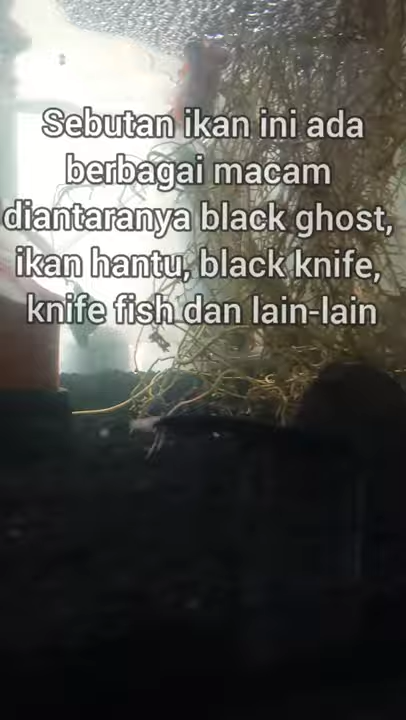 Sebutan ikan ini ada
berbagai macam
diantaranya black ghost,
ikan hantu, black knife,
knife fish dan lain-lain